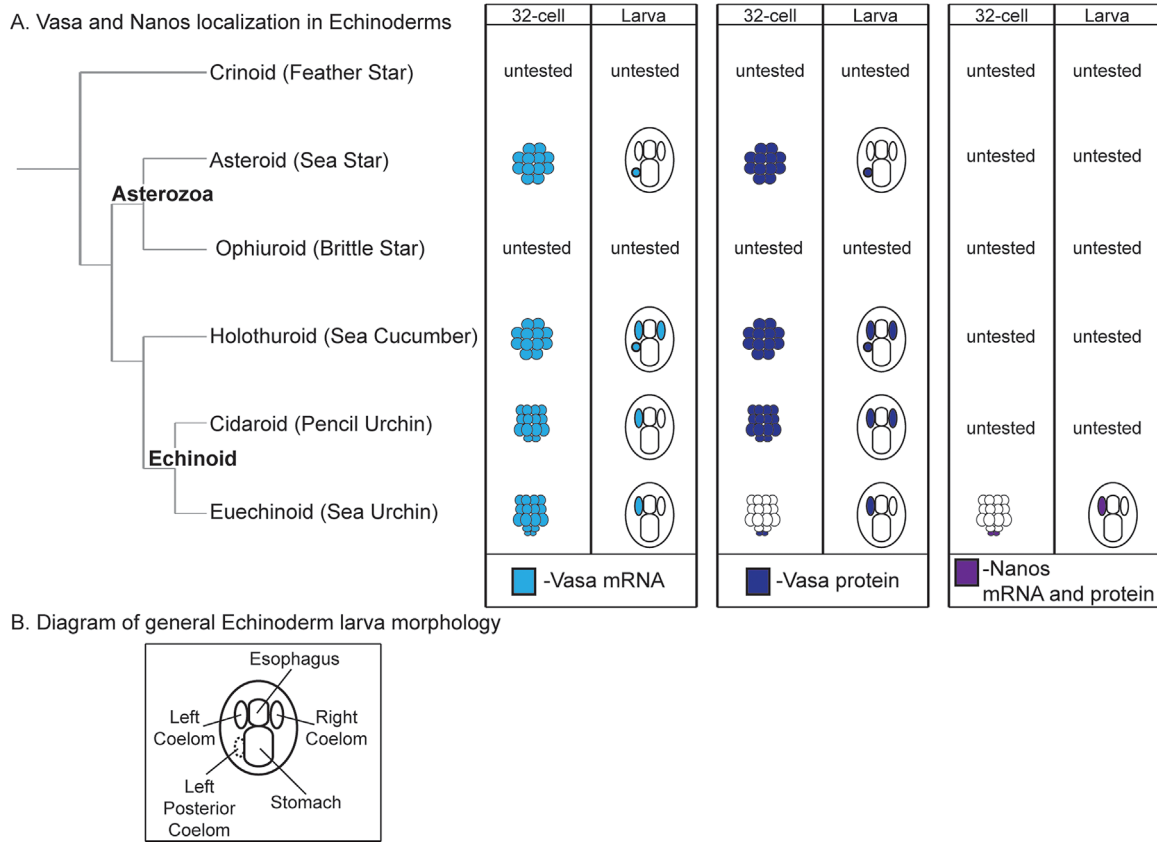 A. Vasa and Nanos localization in Echinoderms
32-cell Larva 32-cell Larva 32-cell Larva
Crinoid (Feather Star) untested untested untested untested untested untested
Asteroid (Sea Star) untested untested
Asterozoa
Ophiuroid (Brittle Star) untested untested untested untested untested untested
Holothuroid (Sea Cucumber) untested untested
Cidaroid (Pencil Urchin) untested untested
Echinoid
Euechinoid (Sea Urchin)
-Vasa mRNA
-Vasa protein
-Nanos
mRNA and protein
B. Diagram of general Echinoderm larva morphology
Esophagus
Left
Coelom
Right
Coelom
Left
Posterior
Coelom
Stomach